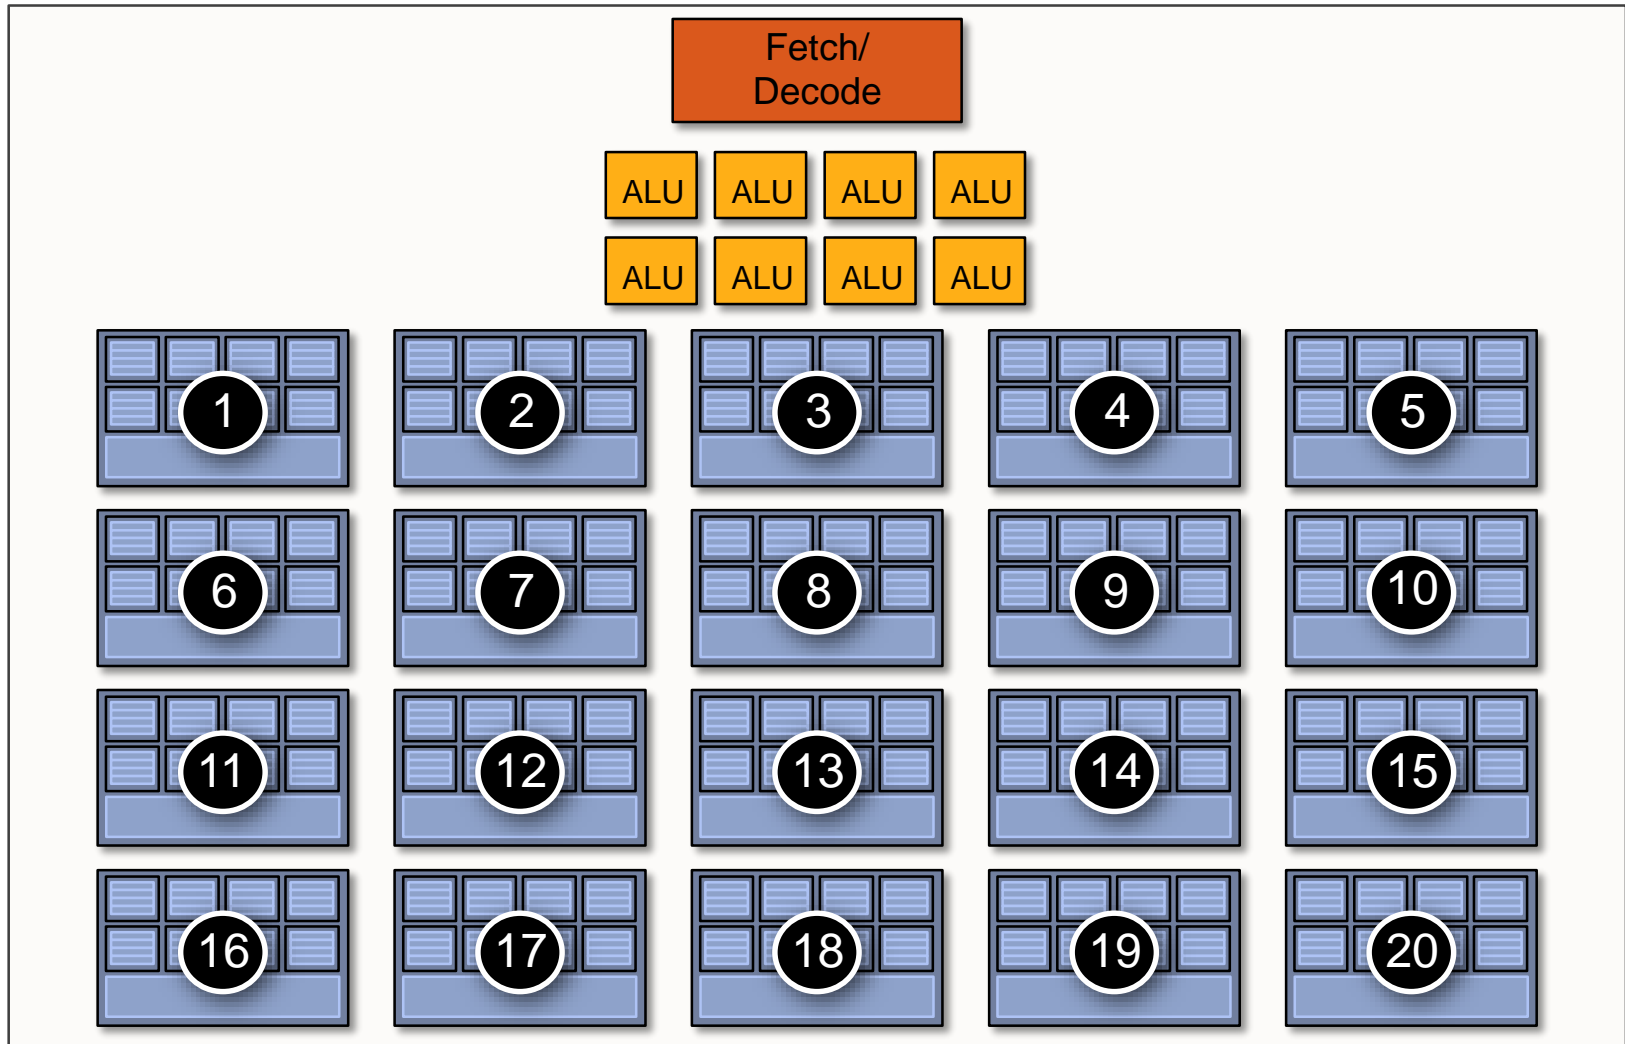 Fetch/
Decode
ALU ALU ALU ALU
ALU ALU ALU ALU
1 2 3 4 5
6 7 8 9 10
11 12 13 14 15
16 17 18 19 20